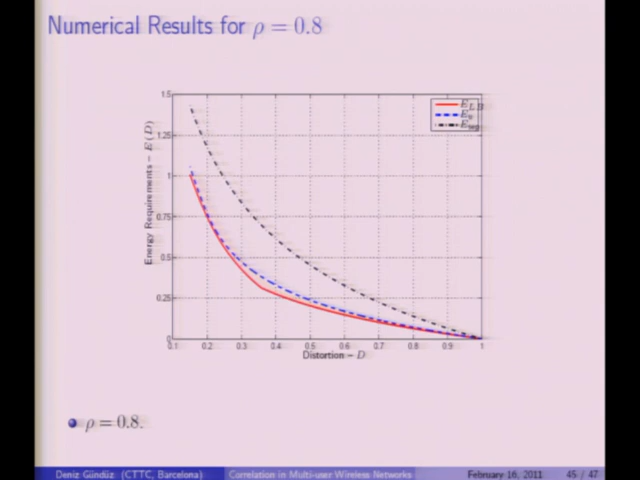 Numerical Results for ρ = 0.8
1.5
1.25
1
0.75
0.5
0.25
0
Energy Requirements – E (D)
0.1 0.2 0.3 0.4 0.5 0.6 0.7 0.8 0.9 1
Distortion – D
ρ = 0.8.
Deniz Gündüz (CTTC, Barcelona) Correlation in Multi-user Wireless Networks February 16, 2011 45 / 47